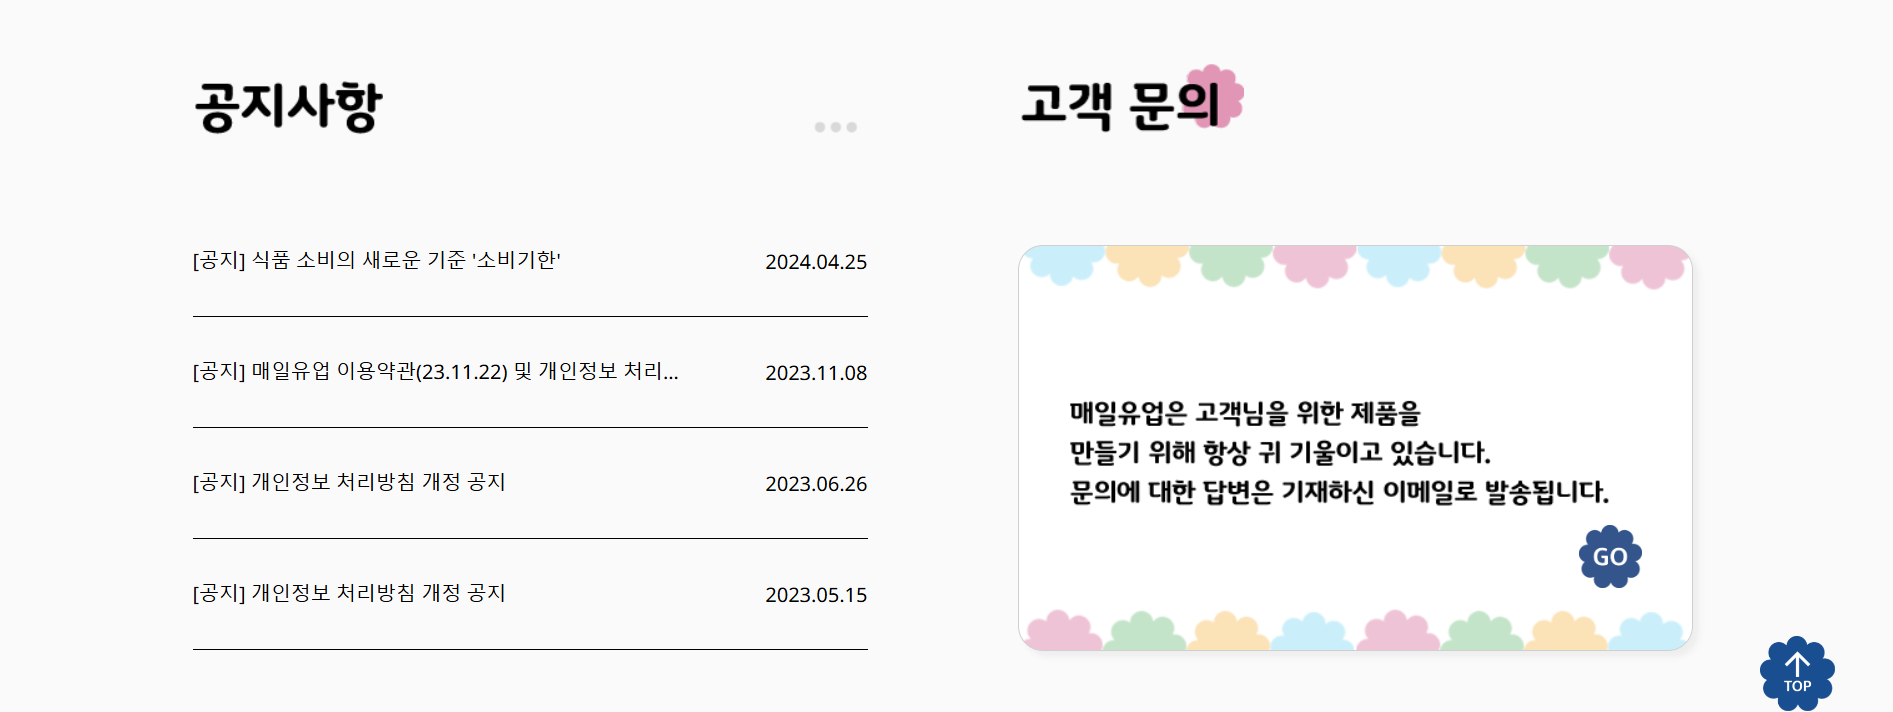 공지사항
[공지] 식품 소비의 새로운 기준 '소비기한' 2024.04.25
[공지] 매일유업 이용약관(23.11.22) 및 개인정보 처리... 2023.11.08
[공지] 개인정보 처리방침 개정 공지 2023.06.26
[공지] 개인정보 처리방침 개정 공지 2023.05.15
고객 문의
매일유업은 고객님을 위한 제품을
만들기 위해 항상 귀 기울이고 있습니다.
문의에 대한 답변은 기재하신 이메일로 발송됩니다.
GO
TOP